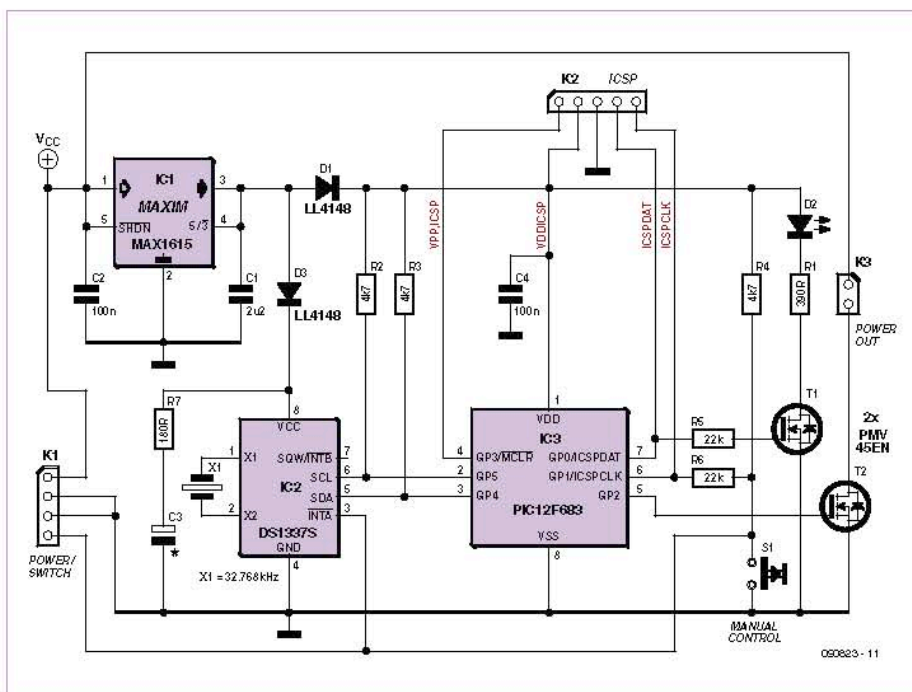 K2 ICSP
VCC
1
IC1
3
MAXIM
5
SHDN
5/3
4
MAX1615
2
D1
LL4148
D3
LL4148
C2
100n
C1
2u2
R2
4k7
R3
4k7
VPP,ICSP
VDDICSP
ICSPDAT
ICSPCLK
C4
100n
R4
4k7
D2
R1
390R
K3
POWER
OUT
R7
180R
8
VCC
1
X1
SQW/INTB
7
X1
SCL
6
IC2
SDA
5
2
X2
INTA
3
DS1337S
GND
4
X1 = 32.768kHz
C3
*
K1
POWER/
SWITCH
1
VDD
IC3
4
GP3/MCLR
GP0/ICSPDAT
7
2
GP5
GP1/ICSPCLK
6
3
GP4
GP2
5
PIC12F683
VSS
8
R5
22k
R6
22k
T1
2x
PMV
45EN
T2
S1
MANUAL
CONTROL
090823 - 11